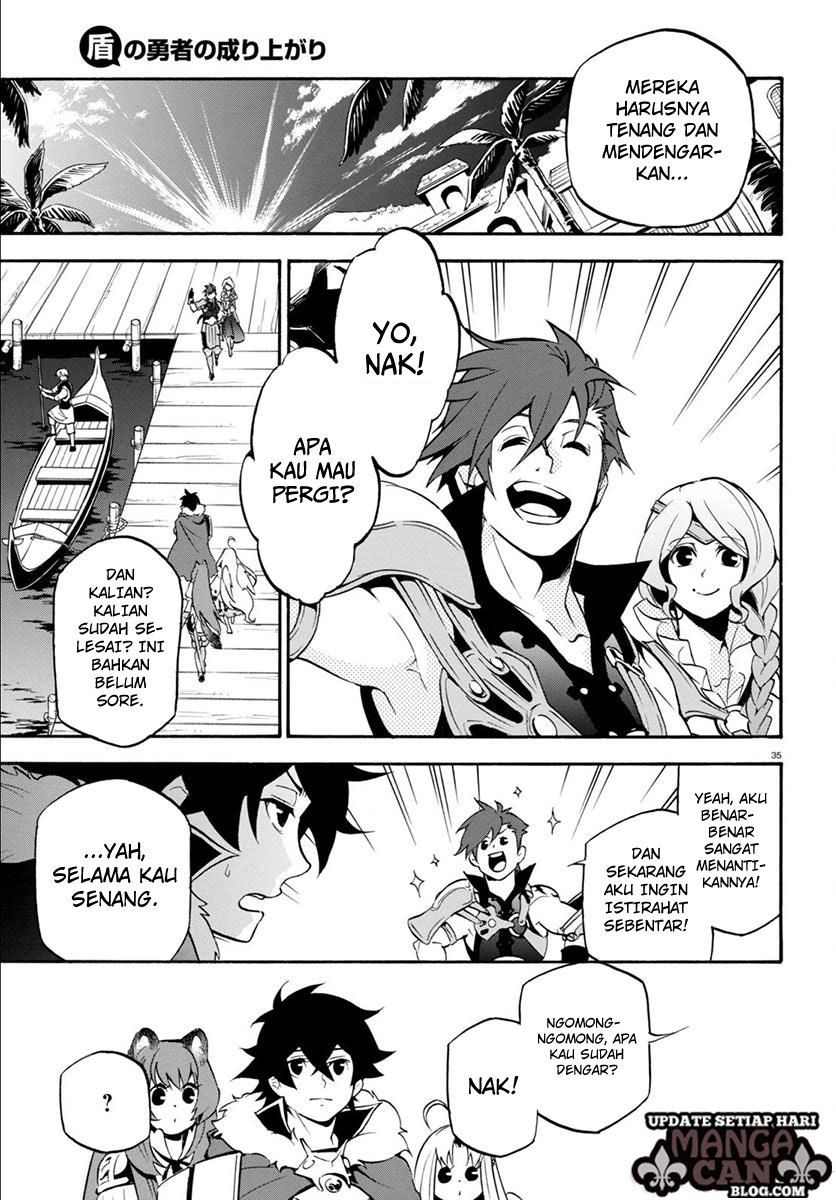 盾の勇者の成り上がり
MEREKA
HARUSNYA
TENANG DAN
MENDENGAR-
KAN...
YO,
NAK!
APA
KAU MAU
PERGI?
DAN
KALIAN?
KALIAN
SUDAH SE-
LESAI? INI
BAHKAN
BELUM
SORE.
35
YEAH, AKU
BENAR-
BENAR
SANGAT
MENANTI-
KANNYA!
DAN
SEKARANG
AKU INGIN
ISTIRAHAT
SEBENTAR!
...YAH,
SELAMA KAU
SENANG.
NGOMONG-
NGOMONG, APA
KAU SUDAH
DENGAR?
NAK!
?
UPDATE SETIAP HARI
MANGA
CAN
BLOG.COM